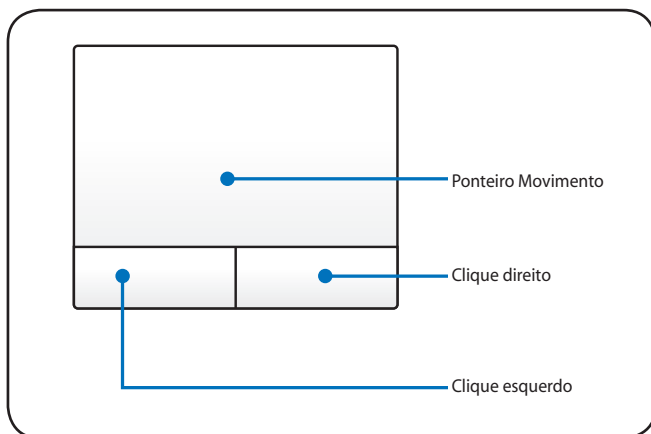 Ponteiro Movimento
Clique direito
Clique esquerdo